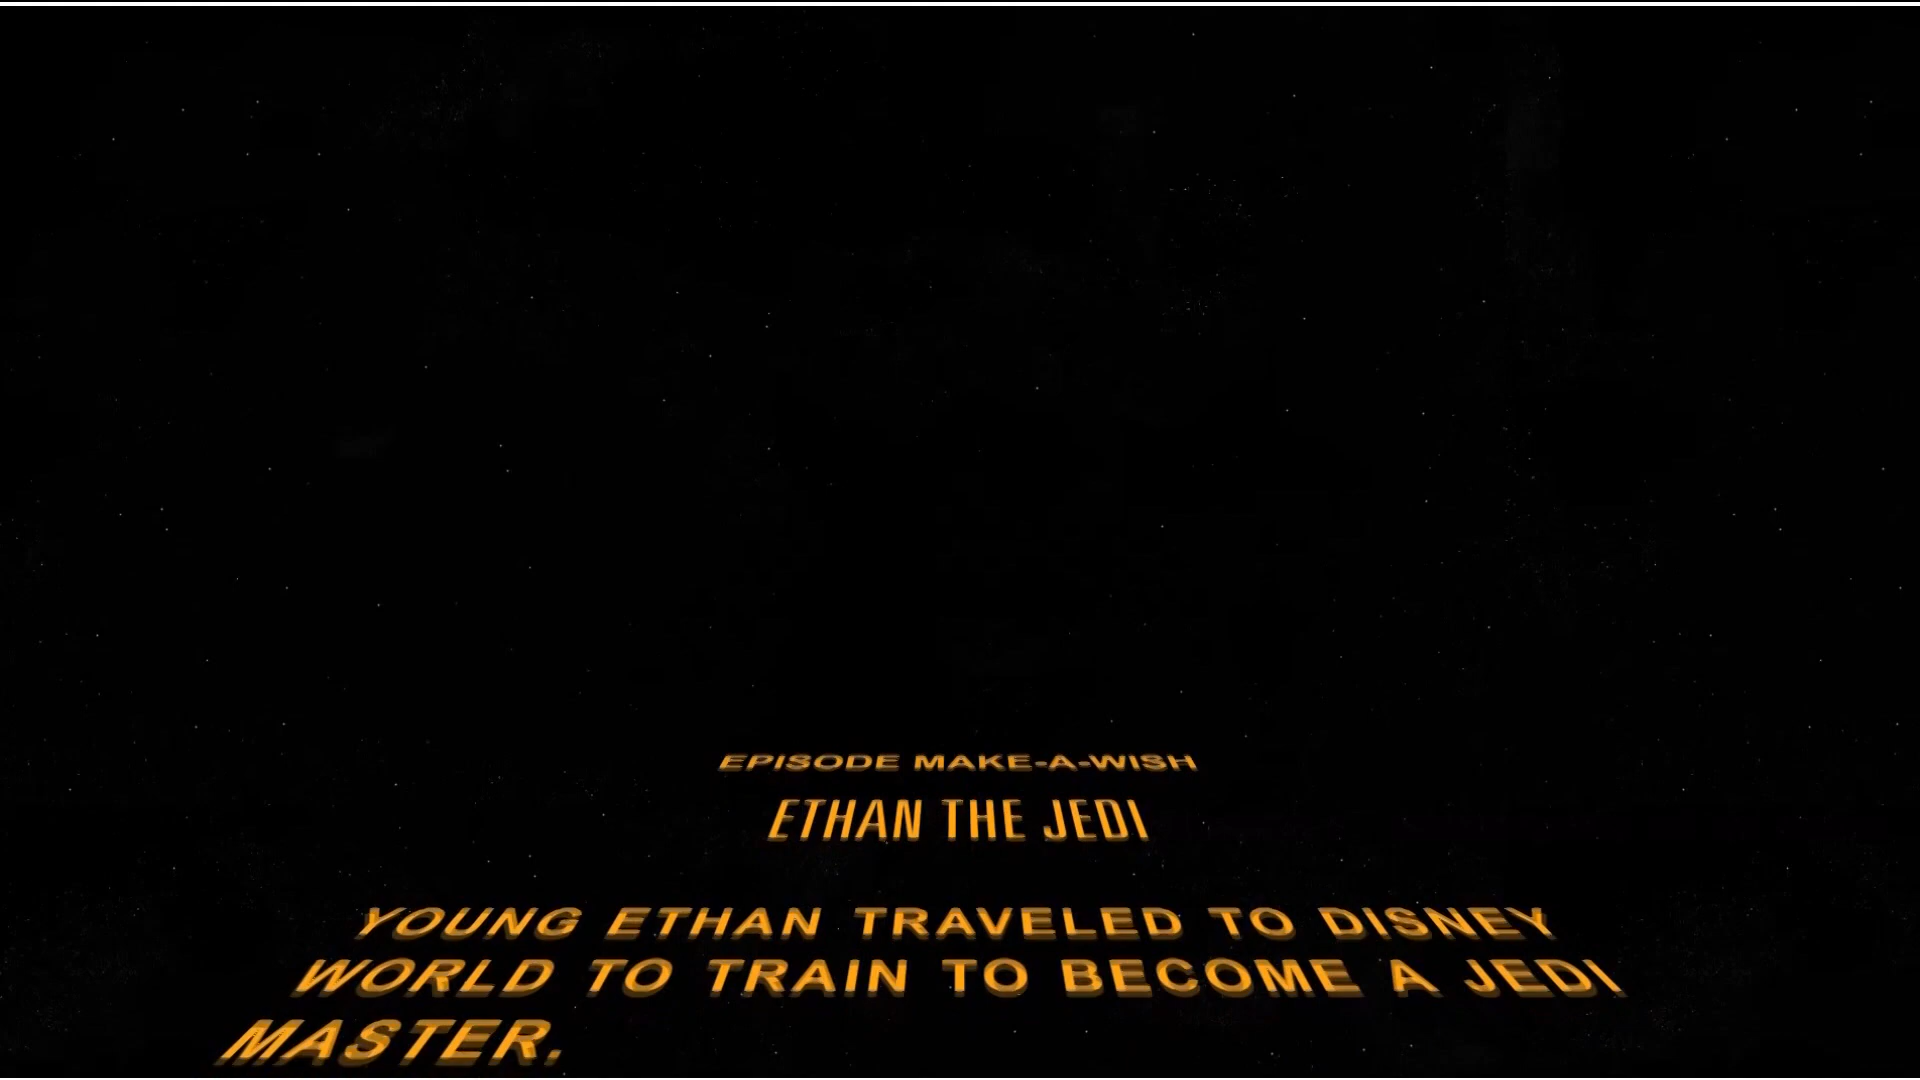 EPISODE MAKE-A-WISH
ETHAN THE JEDI
YOUNG ETHAN TRAVELED TO DISNEY
WORLD TO TRAIN TO BECOME A JEDI
MASTER.